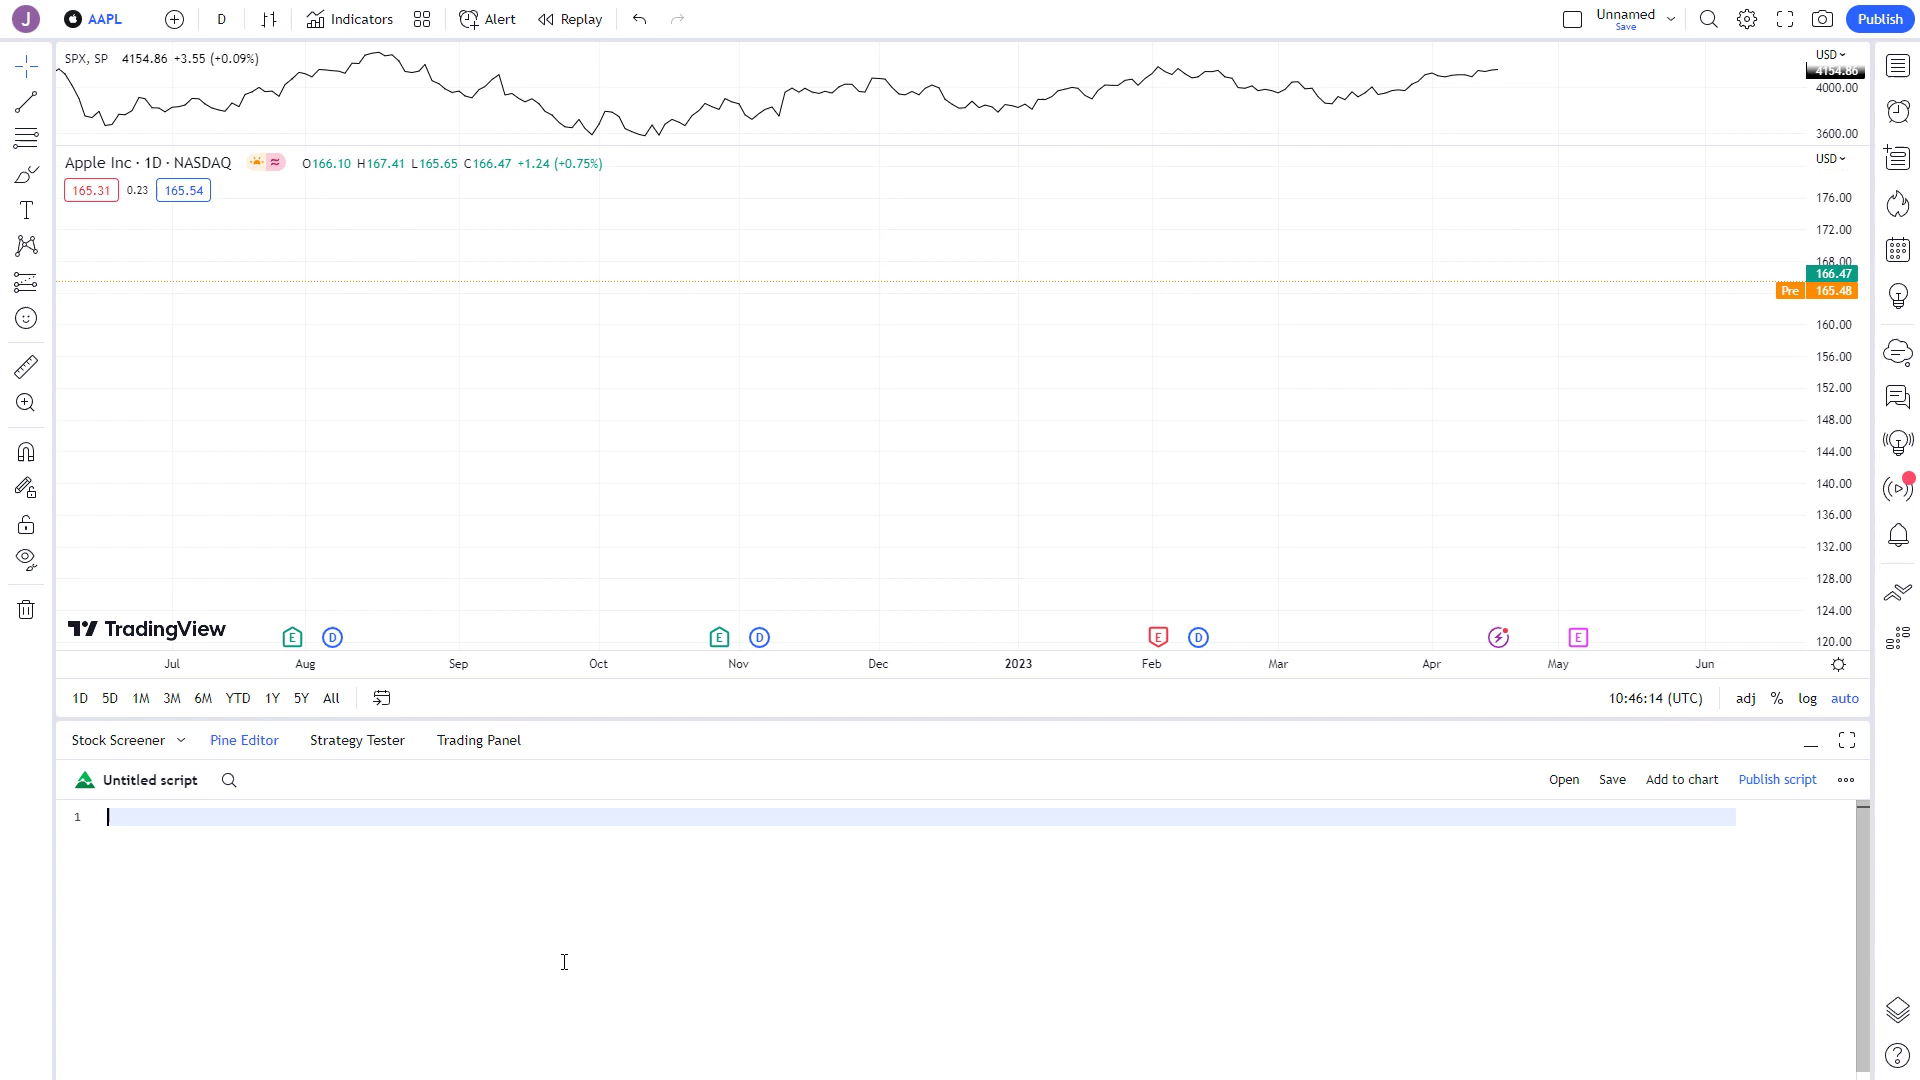 J
AAPL
D
Indicators
Alert
Replay
Unnamed
Save
Publish
SPX, SP 4154.86 +3.55 (+0.09%)
USD
4154.86
4000.00
3600.00
Apple Inc · 1D · NASDAQ
O166.10 H167.41 L165.65 C166.47 +1.24 (+0.75%)
USD
165.31 0.23 165.54
176.00
172.00
168.00
166.47
Pre 165.48
160.00
156.00
152.00
148.00
144.00
140.00
136.00
132.00
128.00
124.00
120.00
TradingView
E D E D E D E
Jul Aug Sep Oct Nov Dec 2023 Feb Mar Apr May Jun
1D 5D 1M 3M 6M YTD 1Y 5Y All
10:46:14 (UTC)
adj % log auto
Stock Screener Pine Editor Strategy Tester Trading Panel
Untitled script
Open Save Add to chart Publish script
1